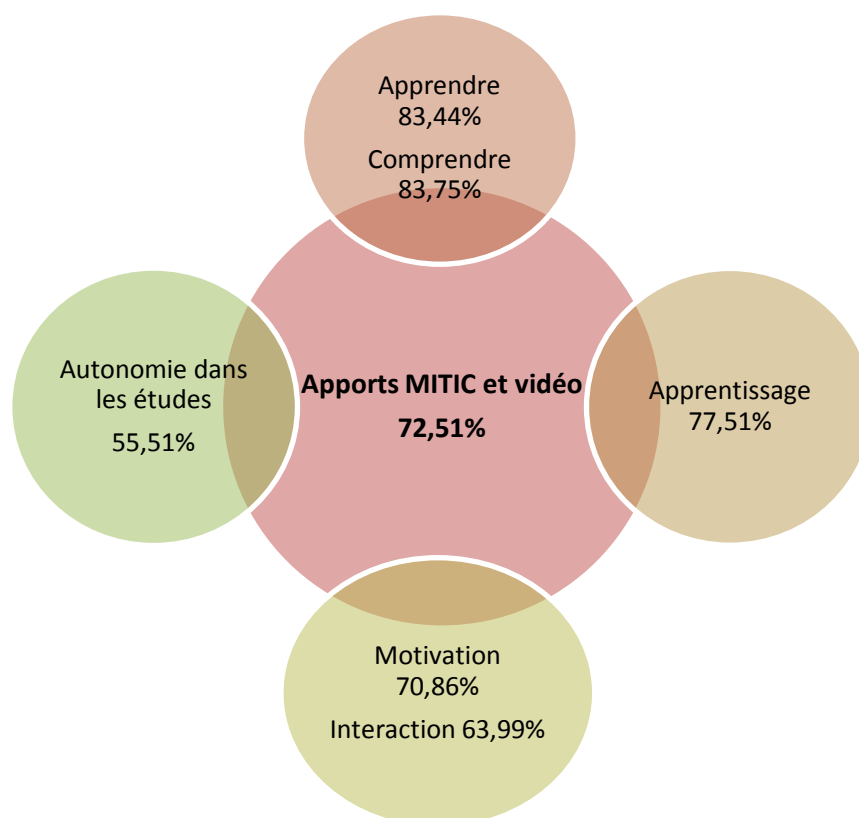 Apprendre
83,44%
Comprendre
83,75%
Autonomie dans
les études
55,51%
Apports MITIC et vidéo
72,51%
Apprentissage
77,51%
Motivation
70,86%
Interaction 63,99%